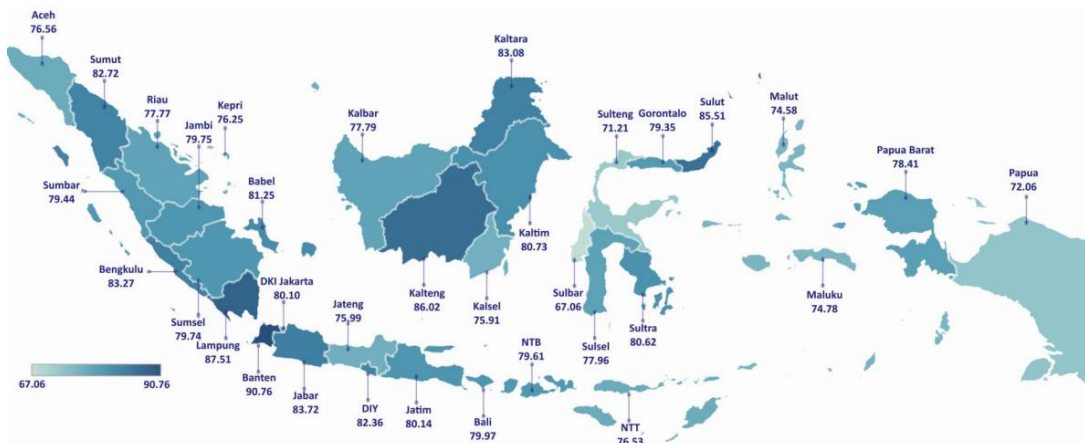 Aceh
76.56
Sumut
82.72
Riau
77.77
Jambi
79.75
Kepri
76.25
Sumbar
79.44
Babel
81.25
Bengkulu
83.27
Sumsel
79.74
Lampung
87.51
DKI Jakarta
80.10
Banten
90.76
Jabar
83.72
Jateng
75.99
DIY
82.36
Jatim
80.14
Bali
79.97
NTB
79.61
NTT
76.53
Kalbar
77.79
Kaltara
83.08
Kaltim
80.73
Kalteng
86.02
Kalsel
75.91
Sulteng
71.21
Gorontalo
79.35
Sulut
85.51
Sulbar
67.06
Sulsel
77.96
Sultra
80.62
Malut
74.58
Maluku
74.78
Papua Barat
78.41
Papua
72.06
67.06
90.76